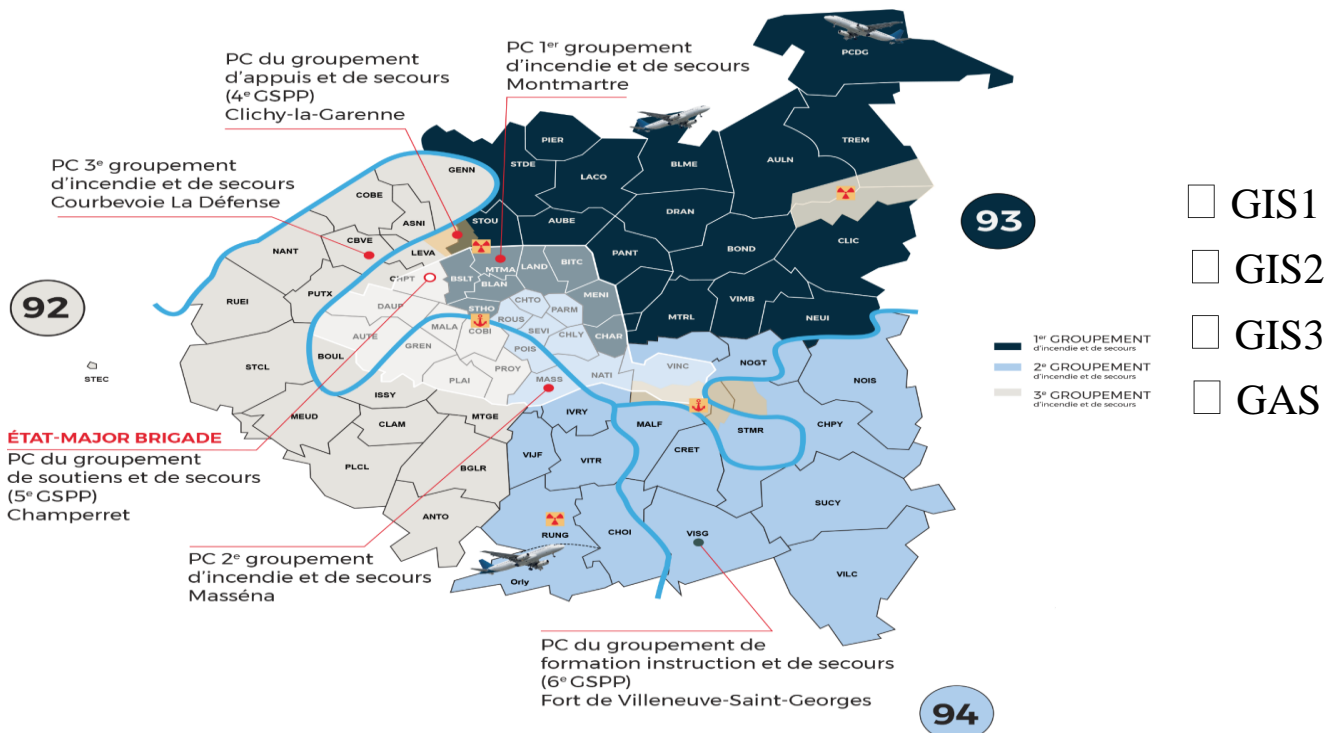 PC du groupement
d'appuis et de secours
(4e GSPP)
Clichy-la-Garenne
PC 1er groupement
d'incendie et de secours
Montmartre
PC 3e groupement
d'incendie et de secours
Courbevoie La Défense
PCDG
TREM
PIER
STDE
LACO
BLME
AULN
GENN
COBE
ASNI
STOU
AUBE
DRAN
CLIC
93
GIS1
GIS2
GIS3
GAS
NANT
CBVE
LEVA
PANT
BOND
MTMA
LAND
BITC
BSLT
BLAN
CHPT
92
RUEI
PUTX
MENI
VIMB
DAUP
CHTO
STHO
ROUS
PARM
MTRL
NEUI
AUTE
MALA
COBI
SEVI
CHLY
CHAR
GREN
POIS
BOUL
STCL
STEC
PLAI
PROY
MASS
NATI
VINC
NOGT
NOIS
1er GROUPEMENT
d'incendie et de secours
2e GROUPEMENT
d'incendie et de secours
3e GROUPEMENT
d'incendie et de secours
ISSY
MEUD
CLAM
MTGE
IVRY
MALF
STMR
CHPY
ÉTAT-MAJOR BRIGADE
PC du groupement
de soutiens et de secours
(5e GSPP)
Champerret
PLCL
BGLR
VIJF
VITR
CRET
ANTO
SUCY
RUNG
CHOI
VISG
Orly
VILC
PC 2e groupement
d'incendie et de secours
Masséna
PC du groupement de
formation instruction et de secours
(6e GSPP)
Fort de Villeneuve-Saint-Georges
94